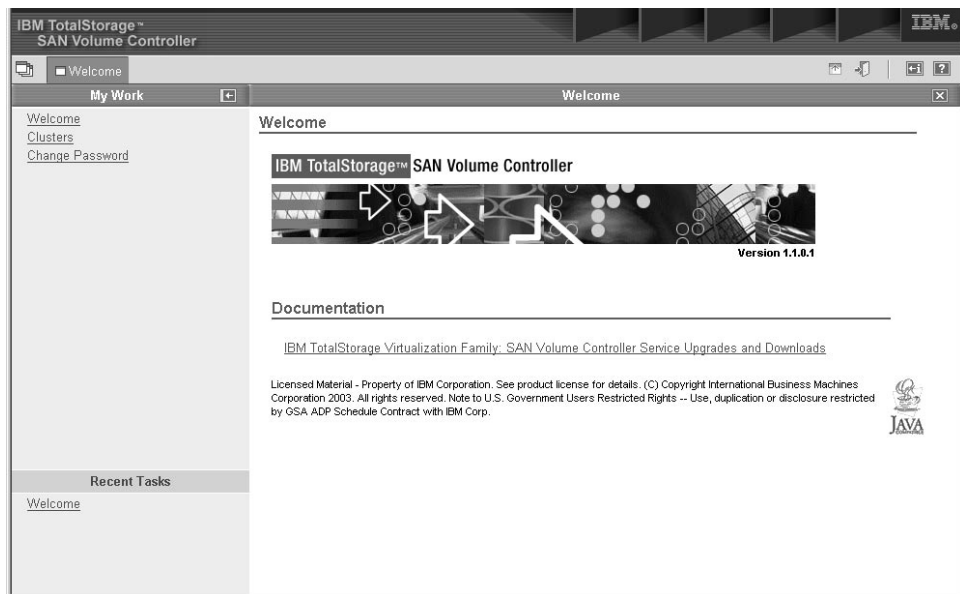 IBM TotalStorage™
SAN Volume Controller
IBM®
Welcome
My Work
Welcome
Welcome
Clusters
Change Password
Welcome
IBM TotalStorage™ SAN Volume Controller
Version 1.1.0.1
Documentation
IBM TotalStorage Virtualization Family: SAN Volume Controller Service Upgrades and Downloads
Licensed Material - Property of IBM Corporation. See product license for details. (C) Copyright International Business Machines
Corporation 2003. All rights reserved. Note to U.S. Government Users Restricted Rights -- Use, duplication or disclosure restricted
by GSA ADP Schedule Contract with IBM Corp.
JAVA
COMPATIBLE
Recent Tasks
Welcome